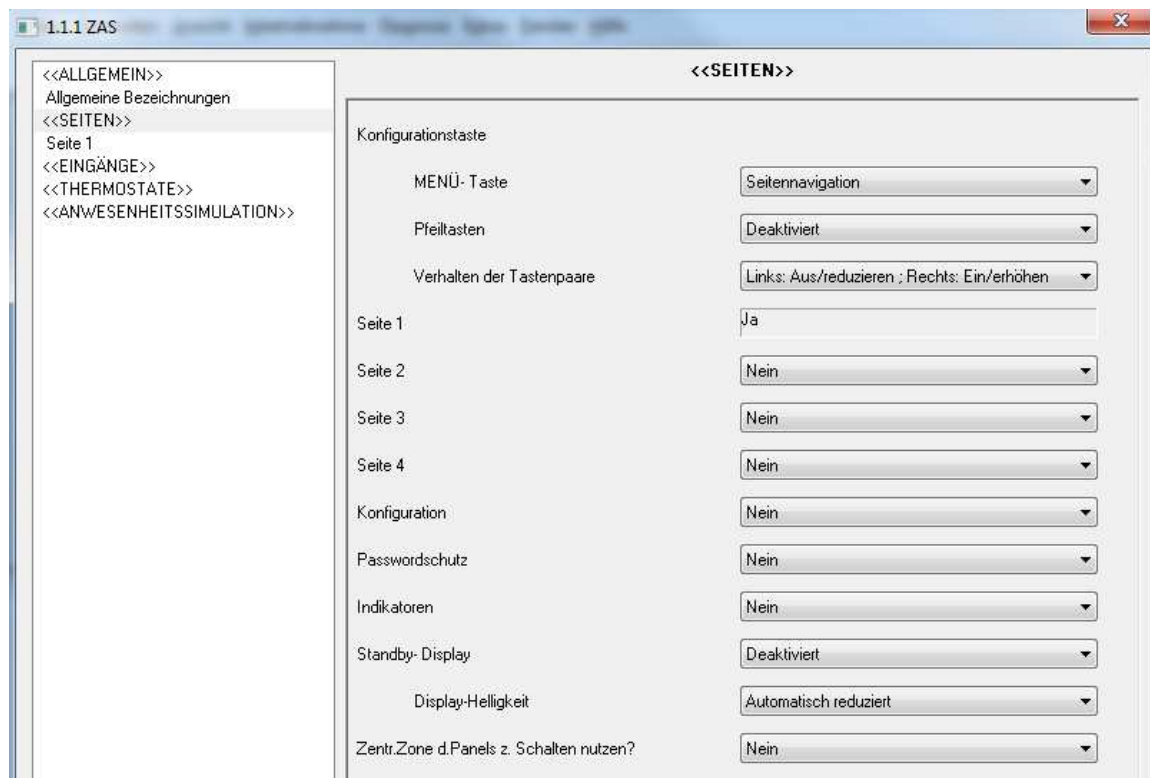 1.1.1 ZAS
<<ALLGEMEIN>>
Allgemeine Bezeichnungen
<<SEITEN>>
Seite 1
<<EINGÄNGE>>
<<THERMOSTATE>>
<<ANWESENHEITSSIMULATION>>
<<SEITEN>>
Konfigurationstaste
MENÜ- Taste Seitennavigation
Pfeiltasten Deaktiviert
Verhalten der Tastenpaare Links: Aus/reduzieren ; Rechts: Ein/erhöhen
Seite 1 Ja
Seite 2 Nein
Seite 3 Nein
Seite 4 Nein
Konfiguration Nein
Passwordschutz Nein
Indikatoren Nein
Standby- Display Deaktiviert
Display-Helligkeit Automatisch reduziert
Zentr.Zone d.Panels z. Schalten nutzen? Nein